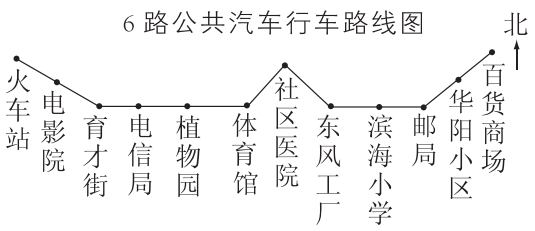 6路公共汽车行车路线图
北
火车站
电影院
育才街
电信局
植物园
体育馆
社区医院
东风工厂
滨海小学
邮局
华阳小区
百货商场